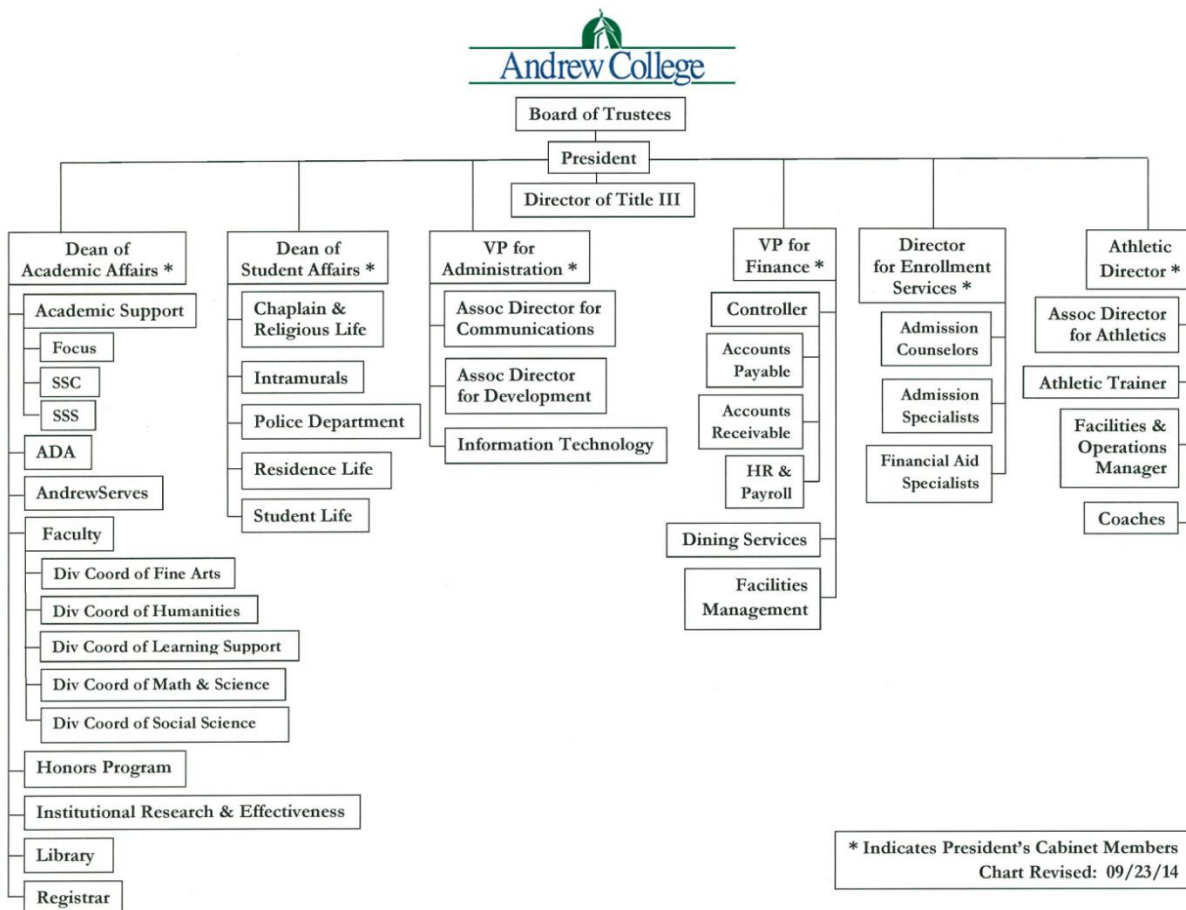 Andrew College
Board of Trustees
President
Director of Title III
Dean of
Academic Affairs *
Academic Support
Focus
SSC
SSS
ADA
AndrewServes
Faculty
Div Coord of Fine Arts
Div Coord of Humanities
Div Coord of Learning Support
Div Coord of Math & Science
Div Coord of Social Science
Honors Program
Institutional Research & Effectiveness
Library
Registrar
Dean of
Student Affairs *
Chaplain &
Religious Life
Intramurals
Police Department
Residence Life
Student Life
VP for
Administration *
Assoc Director for
Communications
Assoc Director
for Development
Information Technology
VP for
Finance *
Controller
Accounts
Payable
Accounts
Receivable
HR &
Payroll
Dining Services
Facilities
Management
Director
for Enrollment
Services *
Admission
Counselors
Admission
Specialists
Financial Aid
Specialists
Athletic
Director *
Assoc Director
for Athletics
Athletic Trainer
Facilities &
Operations
Manager
Coaches
* Indicates President's Cabinet Members
Chart Revised: 09/23/14